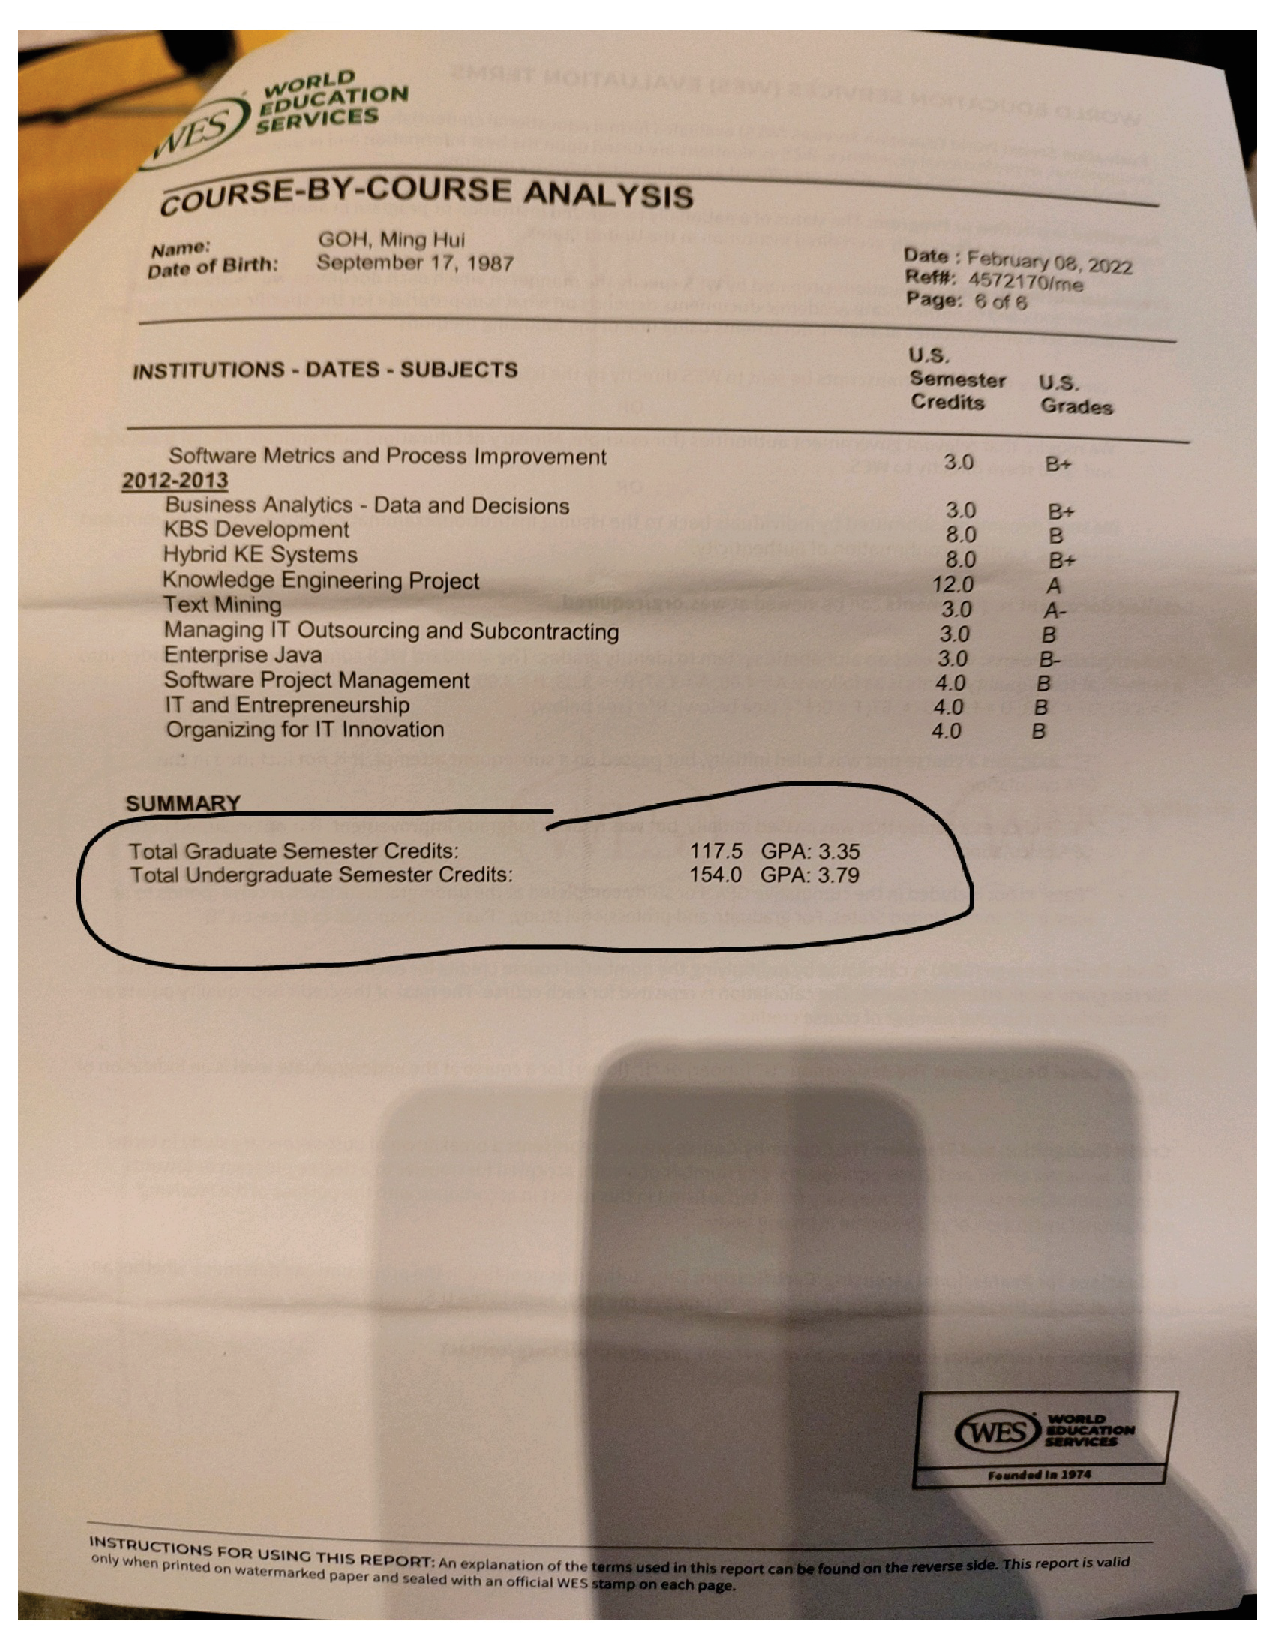 WORLD
EDUCATION
SERVICES
WES
COURSE-BY-COURSE ANALYSIS
Name: GOH, Ming Hui
Date of Birth: September 17, 1987
Date : February 08, 2022
Ref#: 4572170/me
Page: 6 of 6
INSTITUTIONS - DATES - SUBJECTS
U.S.
Semester
Credits
U.S.
Grades
Software Metrics and Process Improvement 3.0 B+
2012-2013
Business Analytics - Data and Decisions 3.0 B+
KBS Development 8.0 B
Hybrid KE Systems 8.0 B+
Knowledge Engineering Project 12.0 A
Text Mining 3.0 A-
Managing IT Outsourcing and Subcontracting 3.0 B
Enterprise Java 3.0 B-
Software Project Management 4.0 B
IT and Entrepreneurship 4.0 B
Organizing for IT Innovation 4.0 B
SUMMARY
Total Graduate Semester Credits: 117.5 GPA: 3.35
Total Undergraduate Semester Credits: 154.0 GPA: 3.79
WES
WORLD
EDUCATION
SERVICES
Founded in 1974
INSTRUCTIONS FOR USING THIS REPORT: An explanation of the terms used in this report can be found on the reverse side. This report is valid
only when printed on watermarked paper and sealed with an official WES stamp on each page.